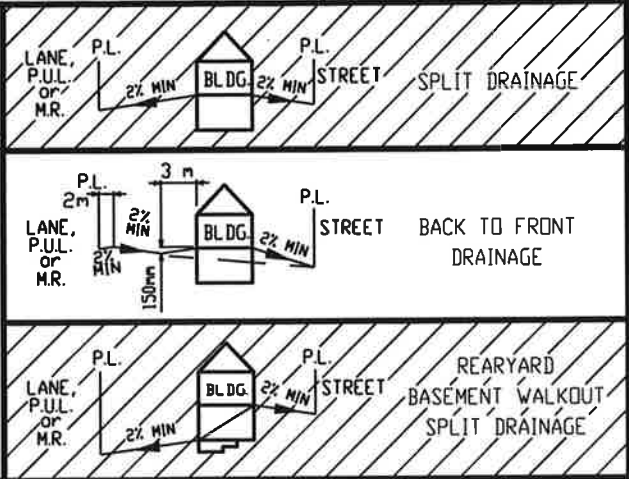 P.L.
P.L.
LANE,
P.U.L.
or
M.R.
2% MIN
BLDG.
2% MIN
STREET
SPLIT DRAINAGE
P.L.
2m
3 m
P.L.
LANE,
P.U.L.
or
M.R.
2%
MIN
2%
MIN
150mm
BLDG.
2% MIN
STREET
BACK TO FRONT
DRAINAGE
P.L.
P.L.
LANE,
P.U.L.
or
M.R.
2% MIN
BLDG.
2% MIN
STREET
REARYARD
BASEMENT WALKOUT
SPLIT DRAINAGE